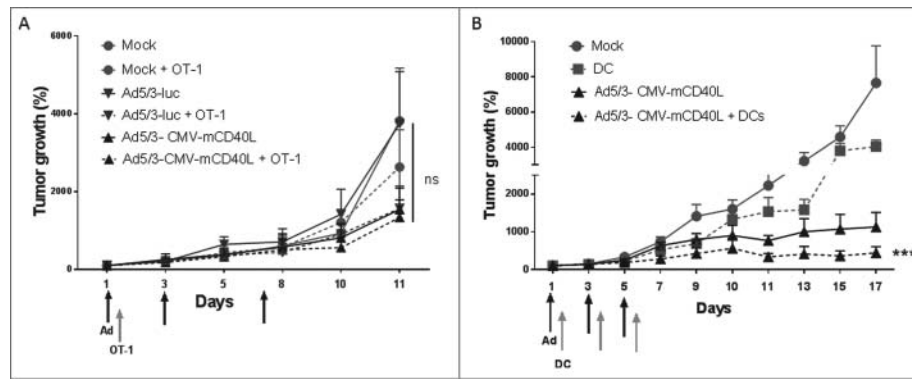 A
Tumor growth (%)
6000
4000
2000
0
Mock
Mock + OT-1
Ad5/3-luc
Ad5/3-luc + OT-1
Ad5/3- CMV-mCD40L
Ad5/3-CMV-mCD40L + OT-1
ns
1 3 5 8 10 11
Days
Ad
OT-1
B
Tumor growth (%)
10000
8000
6000
4000
2000
1000
0
Mock
DC
Ad5/3- CMV-mCD40L
Ad5/3- CMV-mCD40L + DCs
***
1 3 5 7 9 10 11 13 15 17
Days
Ad
DC